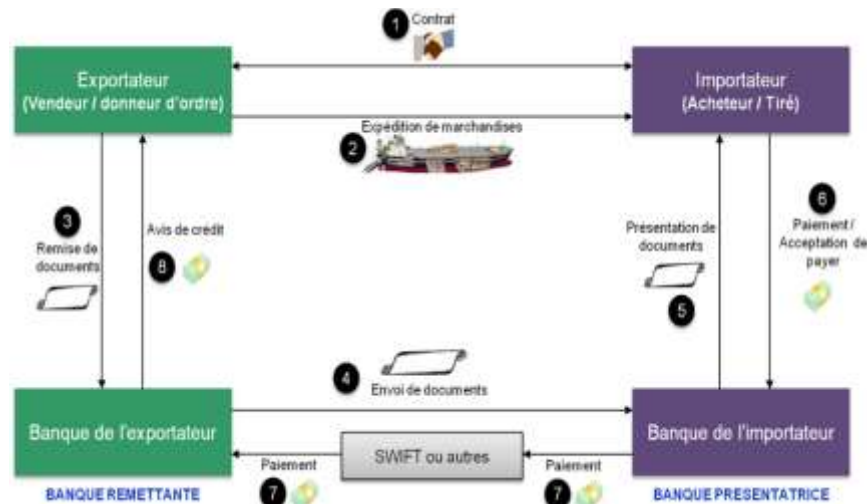 1
Contrat
Exportateur
(Vendeur / donneur d'ordre)
Importateur
(Acheteur / Tiré)
Expédition de marchandises
2
3
Remise de
documents
Avis de crédit
8
Présentation de
documents
5
6
Paiement /
Acceptation de
payer
4
Envoi de documents
Banque de l'exportateur
Banque de l'importateur
SWIFT ou autres
Paiement
7
Paiement
7
BANQUE REMETTANTE
BANQUE PRESENTATRICE